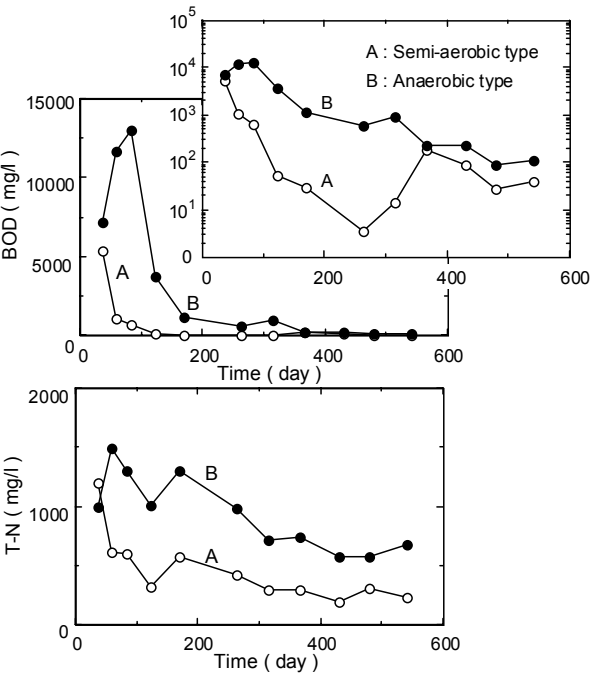 10^5
10^4
10^3
10^2
10^1
0
0
200
400
600
A : Semi-aerobic type
B : Anaerobic type
B
A
15000
10000
5000
0
BOD ( mg/l )
A
B
0
200
400
600
Time ( day )
2000
1000
0
T-N ( mg/l )
B
A
0
200
400
600
Time ( day )